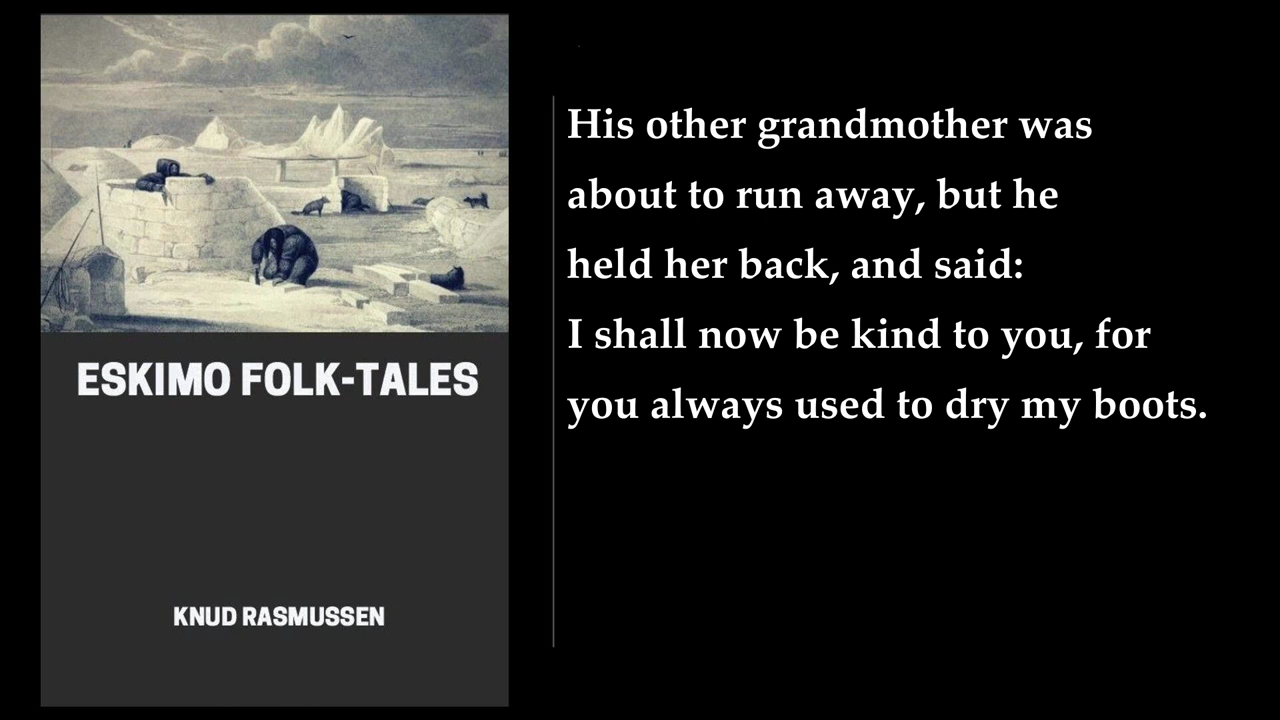 ESKIMO FOLK-TALES
KNUD RASMUSSEN
His other grandmother was
about to run away, but he
held her back, and said:
I shall now be kind to you, for
you always used to dry my boots.